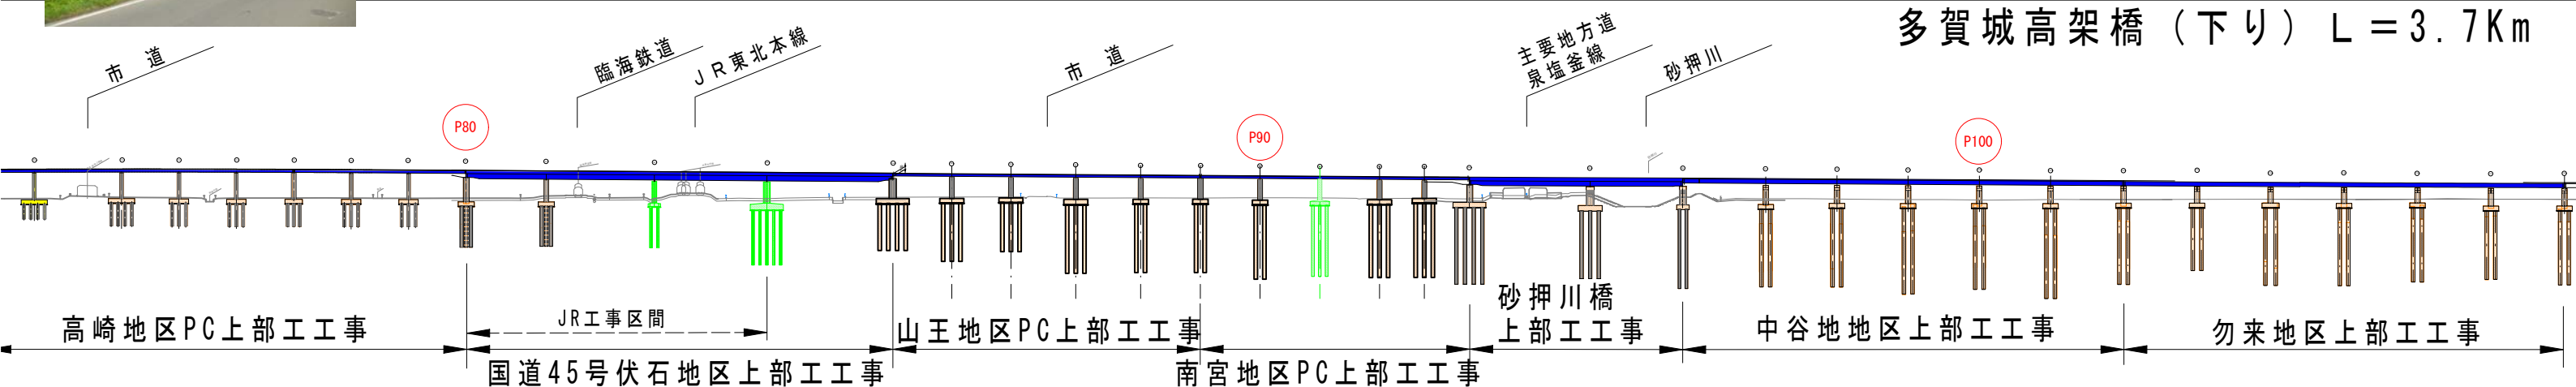 多賀城高架橋（下り）L＝3.7Km
市道
臨海鉄道
JR東北本線
市道
主要地方道
泉塩釜線
砂押川
P80
P90
P100
高崎地区PC上部工工事
JR工事区間
国道45号伏石地区上部工工事
山王地区PC上部工工事
南宮地区PC上部工工事
砂押川橋
上部工工事
中谷地地区上部工工事
勿来地区上部工工事